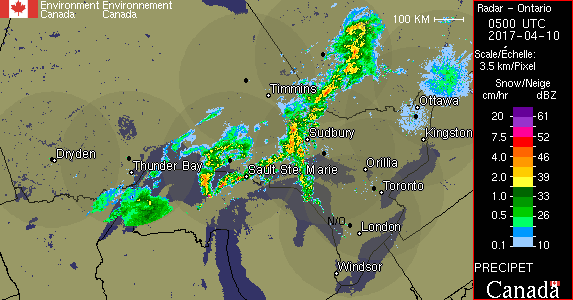 Environment Environnement
Canada Canada
100 KM
Timmins
Ottawa
Sudbury
Kingston
Dryden
Thunder Bay
Sault Ste. Marie
Orillia
Toronto
N/D
London
Windsor
Radar - Ontario
0500 UTC
2017-04-10
Scale/Échelle:
3.5 km/Pixel
Snow/Neige
cm/hr dBZ
20 61
7.5 52
4.0 46
2.0 39
1.0 33
0.5 26
0.1 10
PRECIPET
Canada